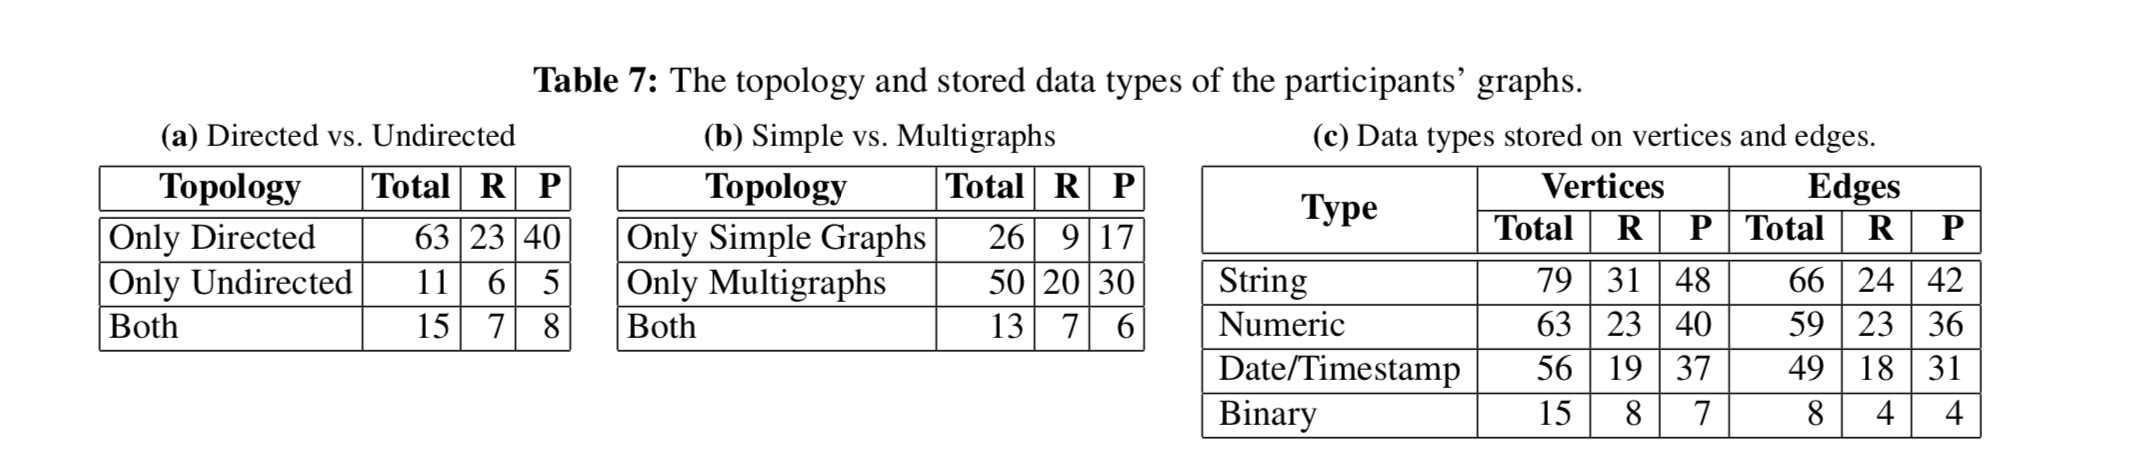 Table 7: The topology and stored data types of the participants’ graphs.
(a) Directed vs. Undirected
Topology Total R P
Only Directed 63 23 40
Only Undirected 11 6 5
Both 15 7 8
(b) Simple vs. Multigraphs
Topology Total R P
Only Simple Graphs 26 9 17
Only Multigraphs 50 20 30
Both 13 7 6
(c) Data types stored on vertices and edges.
Type Vertices Edges
Total R P Total R P
String 79 31 48 66 24 42
Numeric 63 23 40 59 23 36
Date/Timestamp 56 19 37 49 18 31
Binary 15 8 7 8 4 4